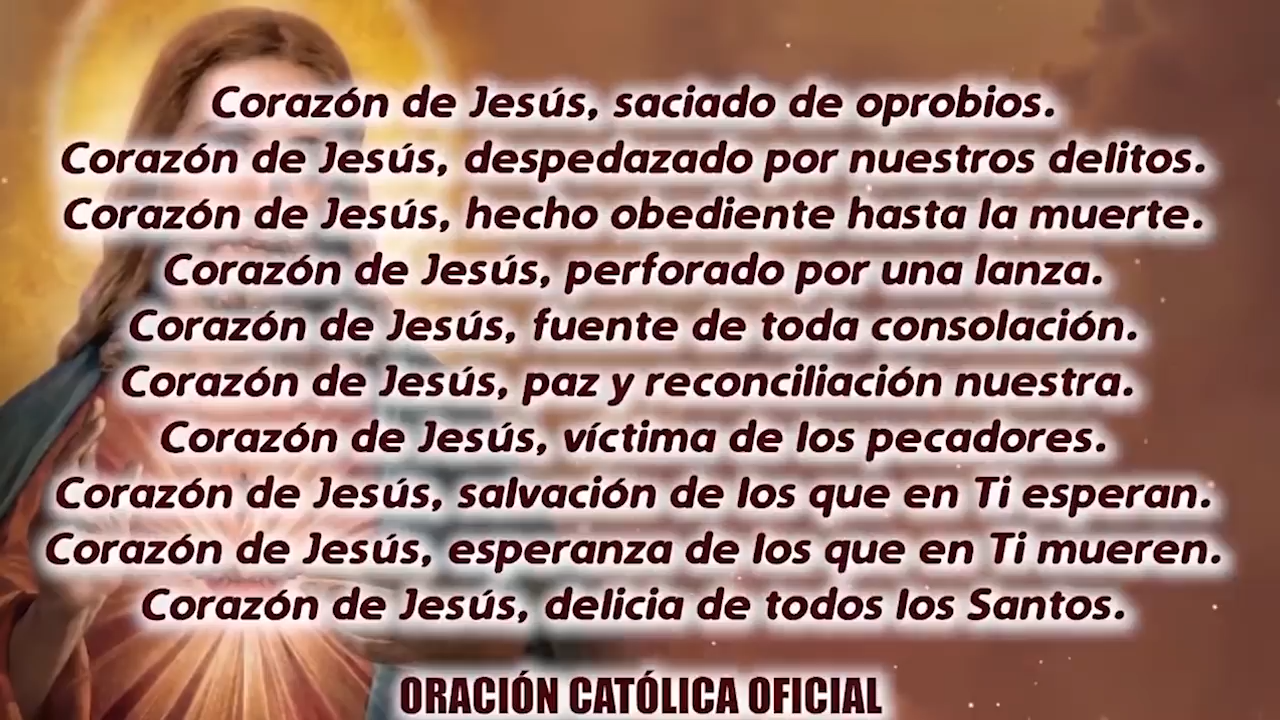 Corazón de Jesús, saciado de oprobios.
Corazón de Jesús, despedazado por nuestros delitos.
Corazón de Jesús, hecho obediente hasta la muerte.
Corazón de Jesús, perforado por una lanza.
Corazón de Jesús, fuente de toda consolación.
Corazón de Jesús, paz y reconciliación nuestra.
Corazón de Jesús, víctima de los pecadores.
Corazón de Jesús, salvación de los que en Ti esperan.
Corazón de Jesús, esperanza de los que en Ti mueren.
Corazón de Jesús, delicia de todos los Santos.
ORACIÓN CATÓLICA OFICIAL